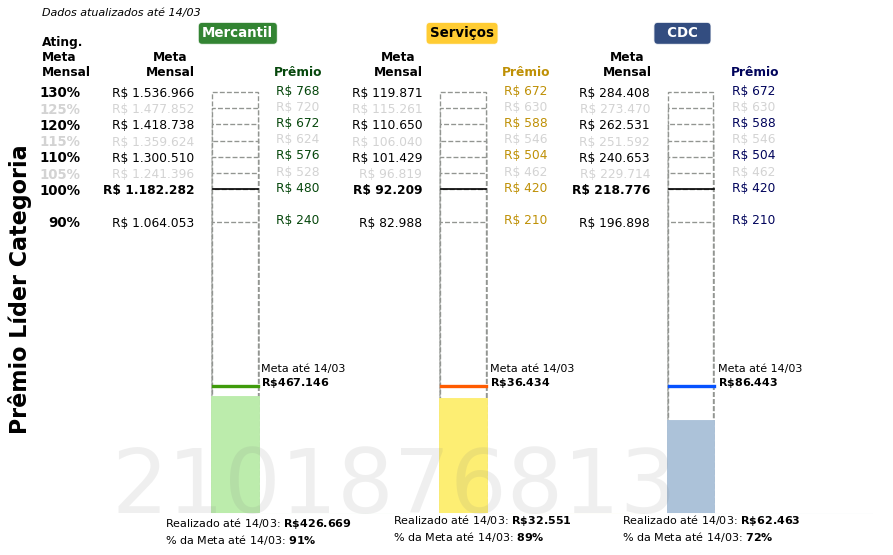 Dados atualizados até 14/03
Mercantil Serviços CDC
Ating.
Meta Meta Meta Meta
Mensal Mensal Prêmio Mensal Prêmio Mensal Prêmio
130% R$ 1.536.966 R$ 768 R$ 119.871 R$ 672 R$ 284.408 R$ 672
125% R$ 1.477.852 R$ 720 R$ 115.261 R$ 630 R$ 273.470 R$ 630
120% R$ 1.418.738 R$ 672 R$ 110.650 R$ 588 R$ 262.531 R$ 588
115% R$ 1.359.624 R$ 624 R$ 106.040 R$ 546 R$ 251.592 R$ 546
110% R$ 1.300.510 R$ 576 R$ 101.429 R$ 504 R$ 240.653 R$ 504
105% R$ 1.241.396 R$ 528 R$ 96.819 R$ 462 R$ 229.714 R$ 462
100% R$ 1.182.282 R$ 480 R$ 92.209 R$ 420 R$ 218.776 R$ 420
90% R$ 1.064.053 R$ 240 R$ 82.988 R$ 210 R$ 196.898 R$ 210
Prêmio Líder Categoria
Meta até 14/03 Meta até 14/03 Meta até 14/03
R$467.146 R$36.434 R$86.443
2101876813
Realizado até 14/03: R$426.669 Realizado até 14/03: R$32.551 Realizado até 14/03: R$62.463
% da Meta até 14/03: 91% % da Meta até 14/03: 89% % da Meta até 14/03: 72%